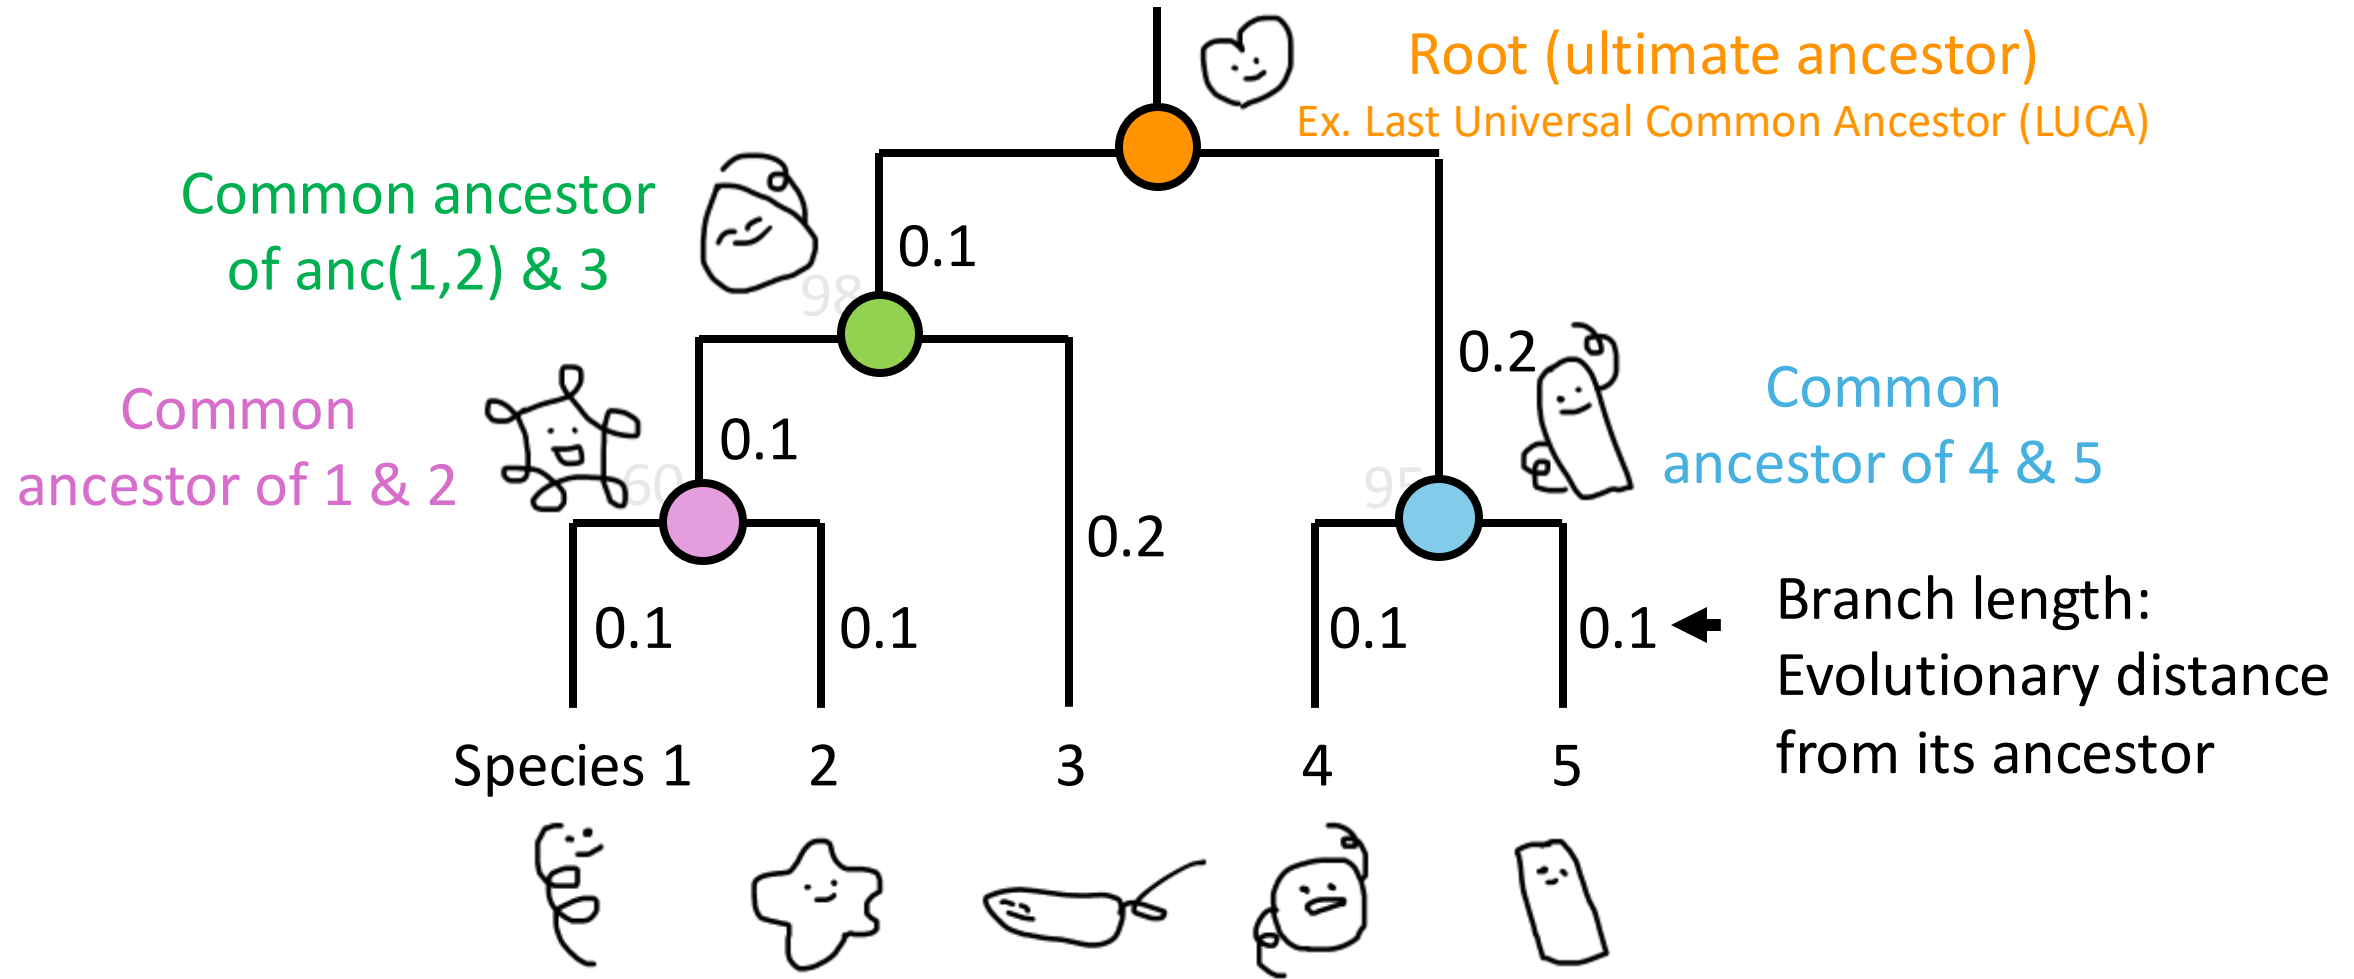 Root (ultimate ancestor)
Ex. Last Universal Common Ancestor (LUCA)
Common ancestor
of anc(1,2) & 3
0.1
98
0.2
Common
ancestor of 1 & 2
0.1
60
Common
ancestor of 4 & 5
95
0.2
0.1
0.1
0.1
0.1
Branch length:
Evolutionary distance
from its ancestor
Species 1
2
3
4
5